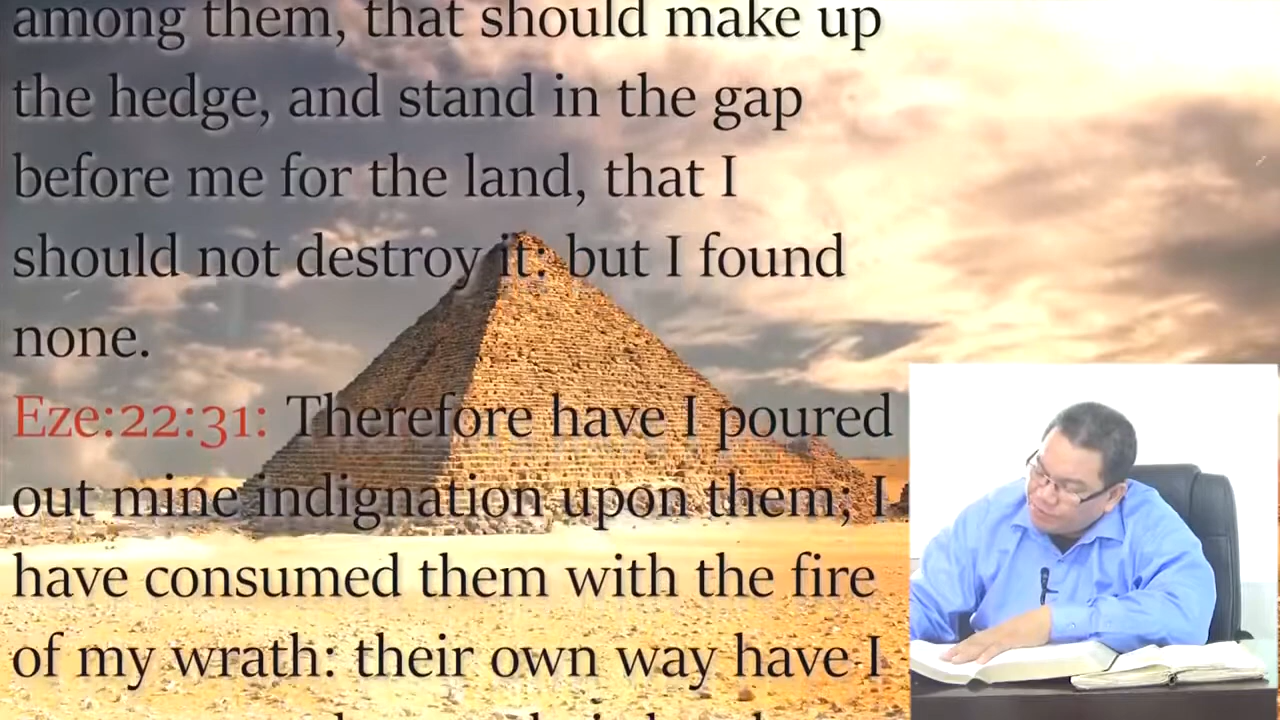 among them, that should make up
the hedge, and stand in the gap
before me for the land, that I
should not destroy it: but I found
none.
Eze:22:31: Therefore have I poured
out mine indignation upon them; I
have consumed them with the fire
of my wrath: their own way have I